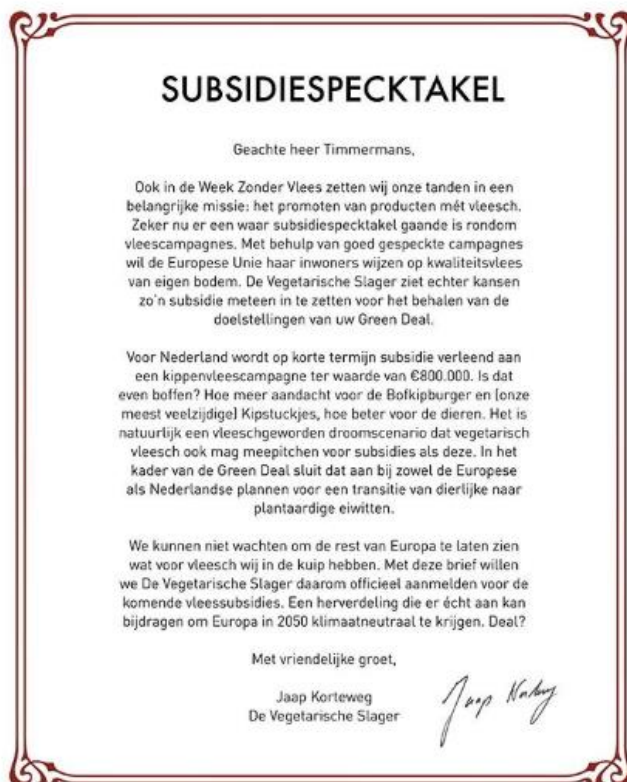 SUBSIDIESPECKTAKEL
Geachte heer Timmermans,
Ook in de Week Zonder Vlees zetten wij onze tanden in een
belangrijke missie: het promoten van producten mét vleesch.
Zeker nu er een waar subsidiespecktakel gaande is rondom
vleescampagnes. Met behulp van goed gespeckte campagnes
wil de Europese Unie haar inwoners wijzen op kwaliteitsvlees
van eigen bodem. De Vegetarische Slager ziet echter kansen
zo'n subsidie meteen in te zetten voor het behalen van de
doelstellingen van uw Green Deal.
Voor Nederland wordt op korte termijn subsidie verleend aan
een kippenvleescampagne ter waarde van €800.000. Is dat
even boffen? Hoe meer aandacht voor de Bofkipburger en (onze
meest veelzijdige) Kipstuckjes, hoe beter voor de dieren. Het is
natuurlijk een vleeschgeworden droomscenario dat vegetarisch
vleesch ook mag meepitchen voor subsidies als deze. In het
kader van de Green Deal sluit dat aan bij zowel de Europese
als Nederlandse plannen voor een transitie van dierlijke naar
plantaardige eiwitten.
We kunnen niet wachten om de rest van Europa te laten zien
wat voor vleesch wij in de kuip hebben. Met deze brief willen
we De Vegetarische Slager daarom officieel aanmelden voor de
komende vleessubsidies. Een herverdeling die er écht aan kan
bijdragen om Europa in 2050 klimaatneutraal te krijgen. Deal?
Met vriendelijke groet,
Jaap Korteweg
De Vegetarische Slager